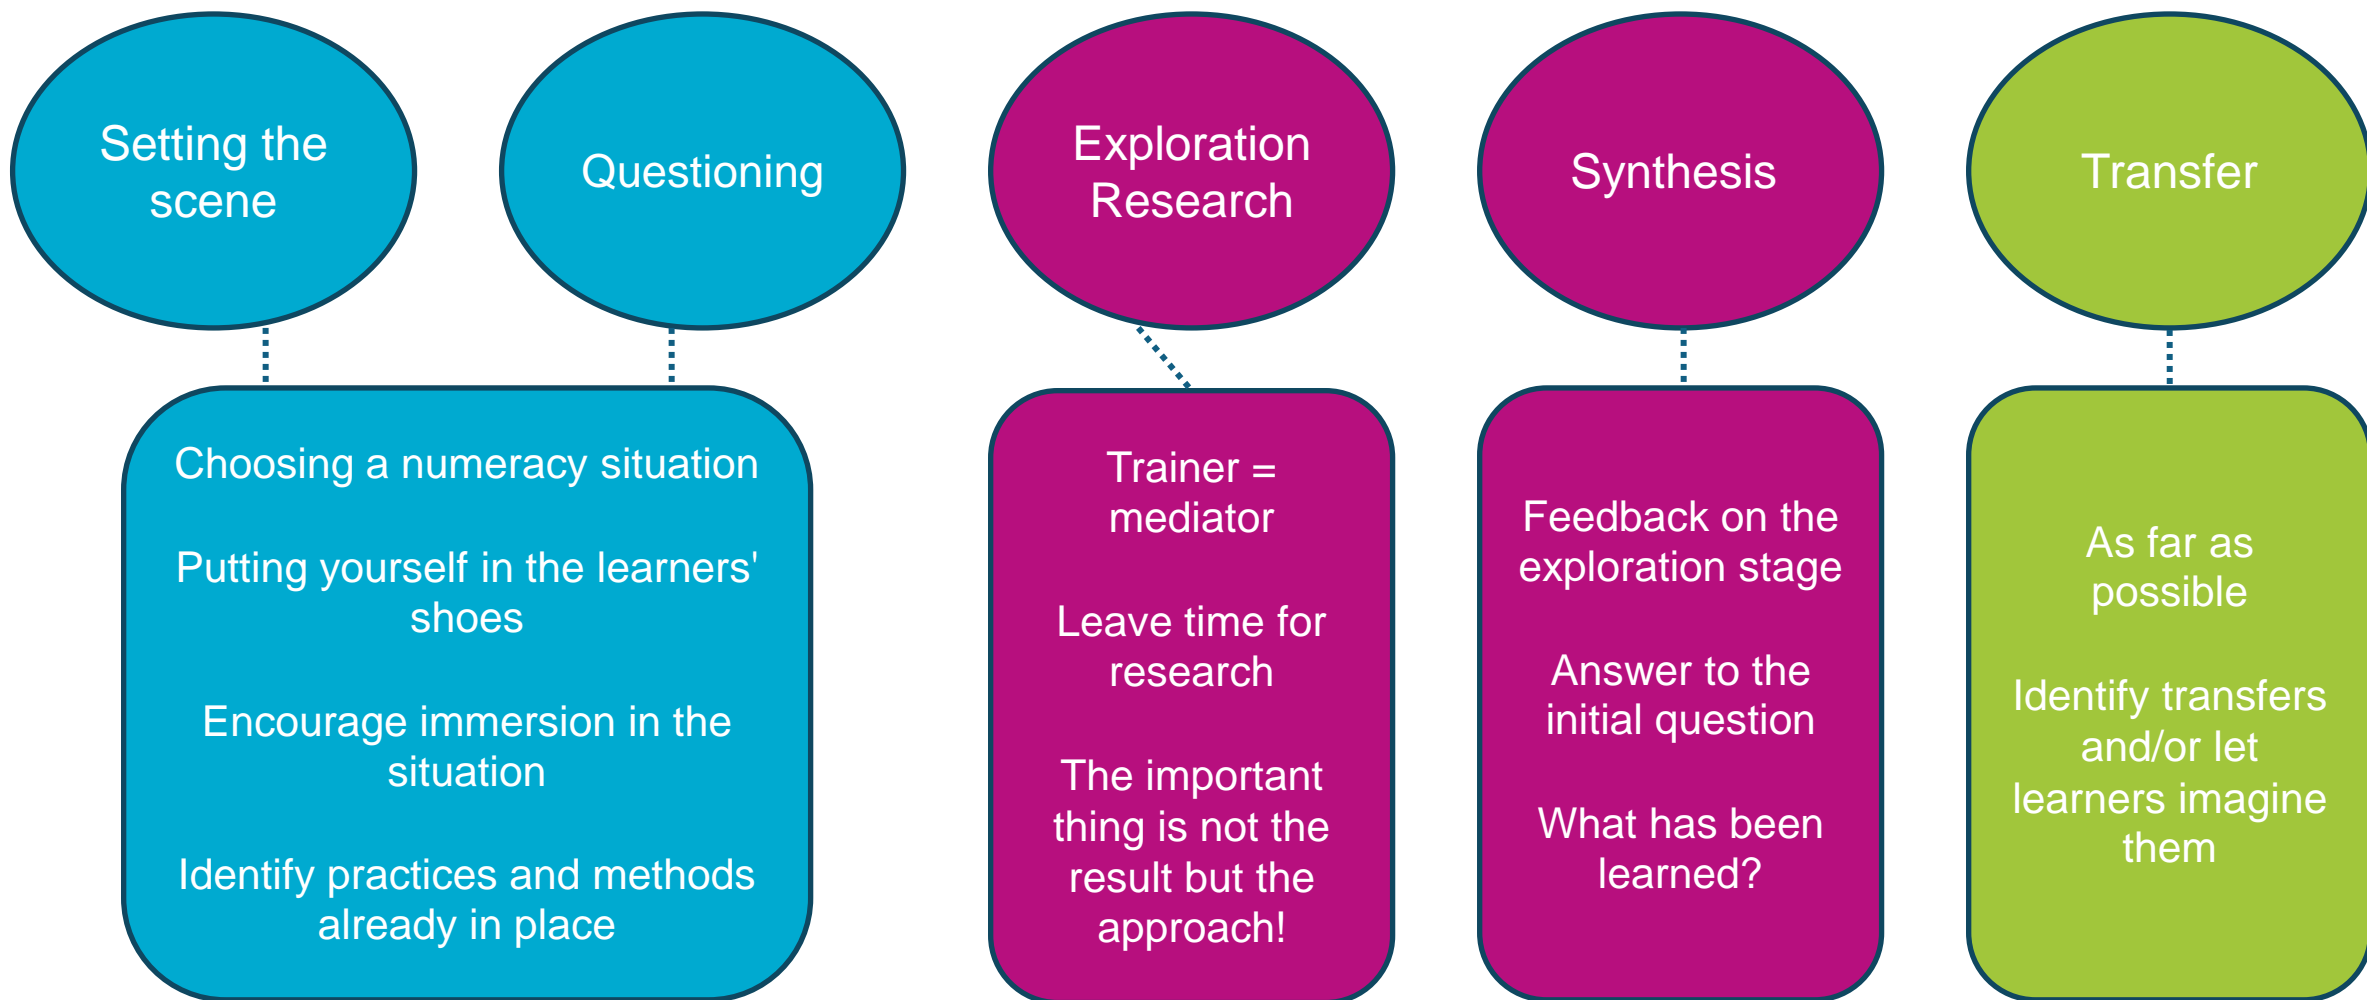 Setting the
scene
Questioning
Exploration
Research
Synthesis
Transfer
Choosing a numeracy situation
Putting yourself in the learners'
shoes
Encourage immersion in the
situation
Identify practices and methods
already in place
Trainer =
mediator
Leave time for
research
The important
thing is not the
result but the
approach!
Feedback on the
exploration stage
Answer to the
initial question
What has been
learned?
As far as
possible
Identify transfers
and/or let
learners imagine
them